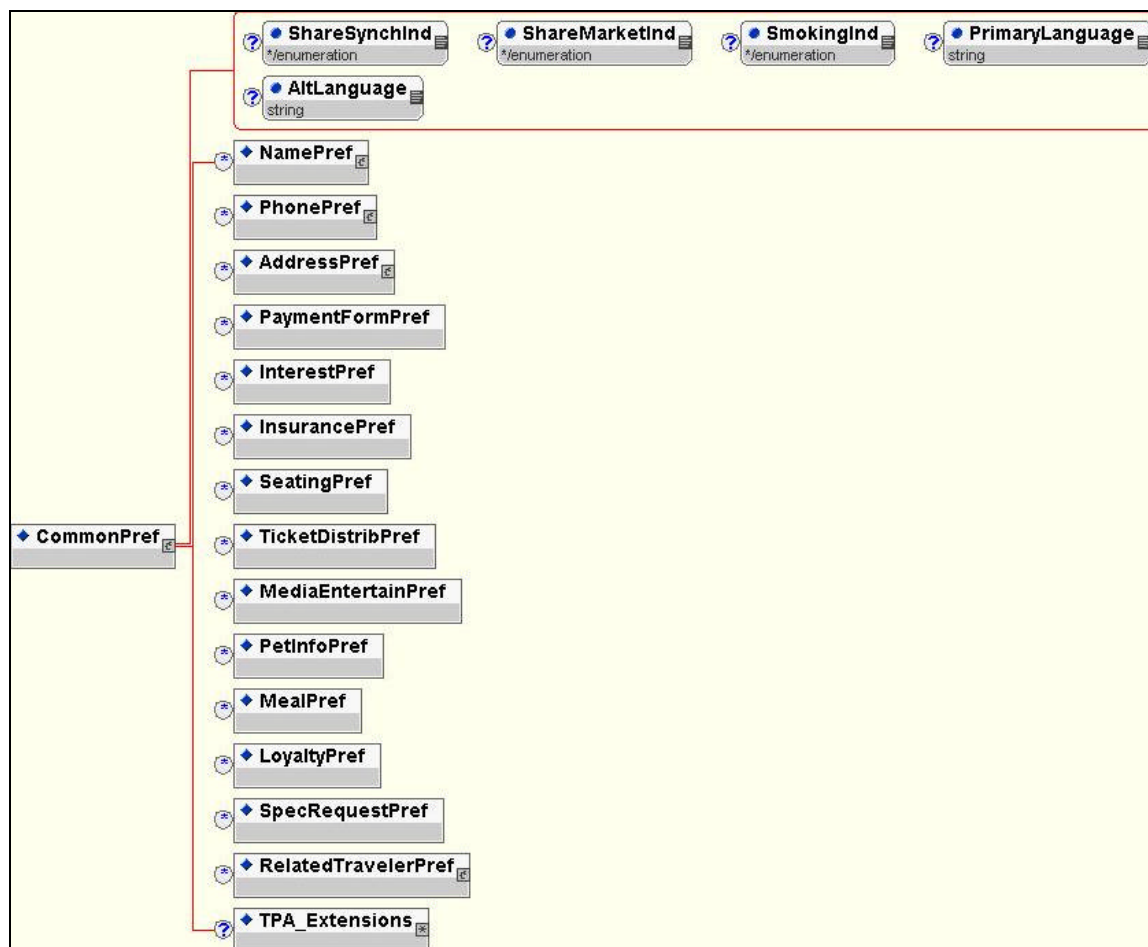 ShareSynchInd ShareMarketInd SmokingInd PrimaryLanguage
*/enumeration */enumeration */enumeration string
AltLanguage
string
NamePref
PhonePref
AddressPref
PaymentFormPref
InterestPref
InsurancePref
SeatingPref
CommonPref TicketDistribPref
MediaEntertainPref
PetInfoPref
MealPref
LoyaltyPref
SpecRequestPref
RelatedTravelerPref
TPA_Extensions